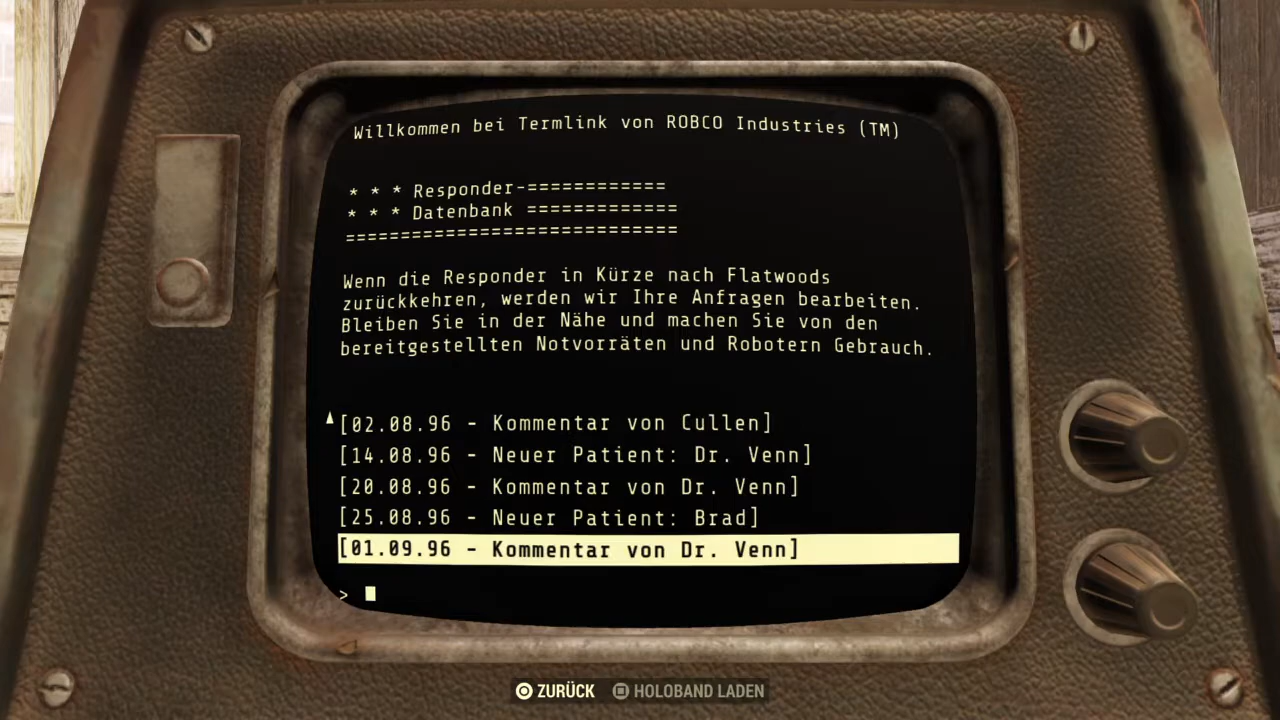 Willkommen bei Termlink von ROBCO Industries (TM)
* * * Responder-============
* * * Datenbank =============
==============================
Wenn die Responder in Kürze nach Flatwoods
zurückkehren, werden wir Ihre Anfragen bearbeiten.
Bleiben Sie in der Nähe und machen Sie von den
bereitgestellten Notvorräten und Robotern Gebrauch.
[02.08.96 - Kommentar von Cullen]
[14.08.96 - Neuer Patient: Dr. Venn]
[20.08.96 - Kommentar von Dr. Venn]
[25.08.96 - Neuer Patient: Brad]
[01.09.96 - Kommentar von Dr. Venn]
>
ZURÜCK HOLOBAND LADEN